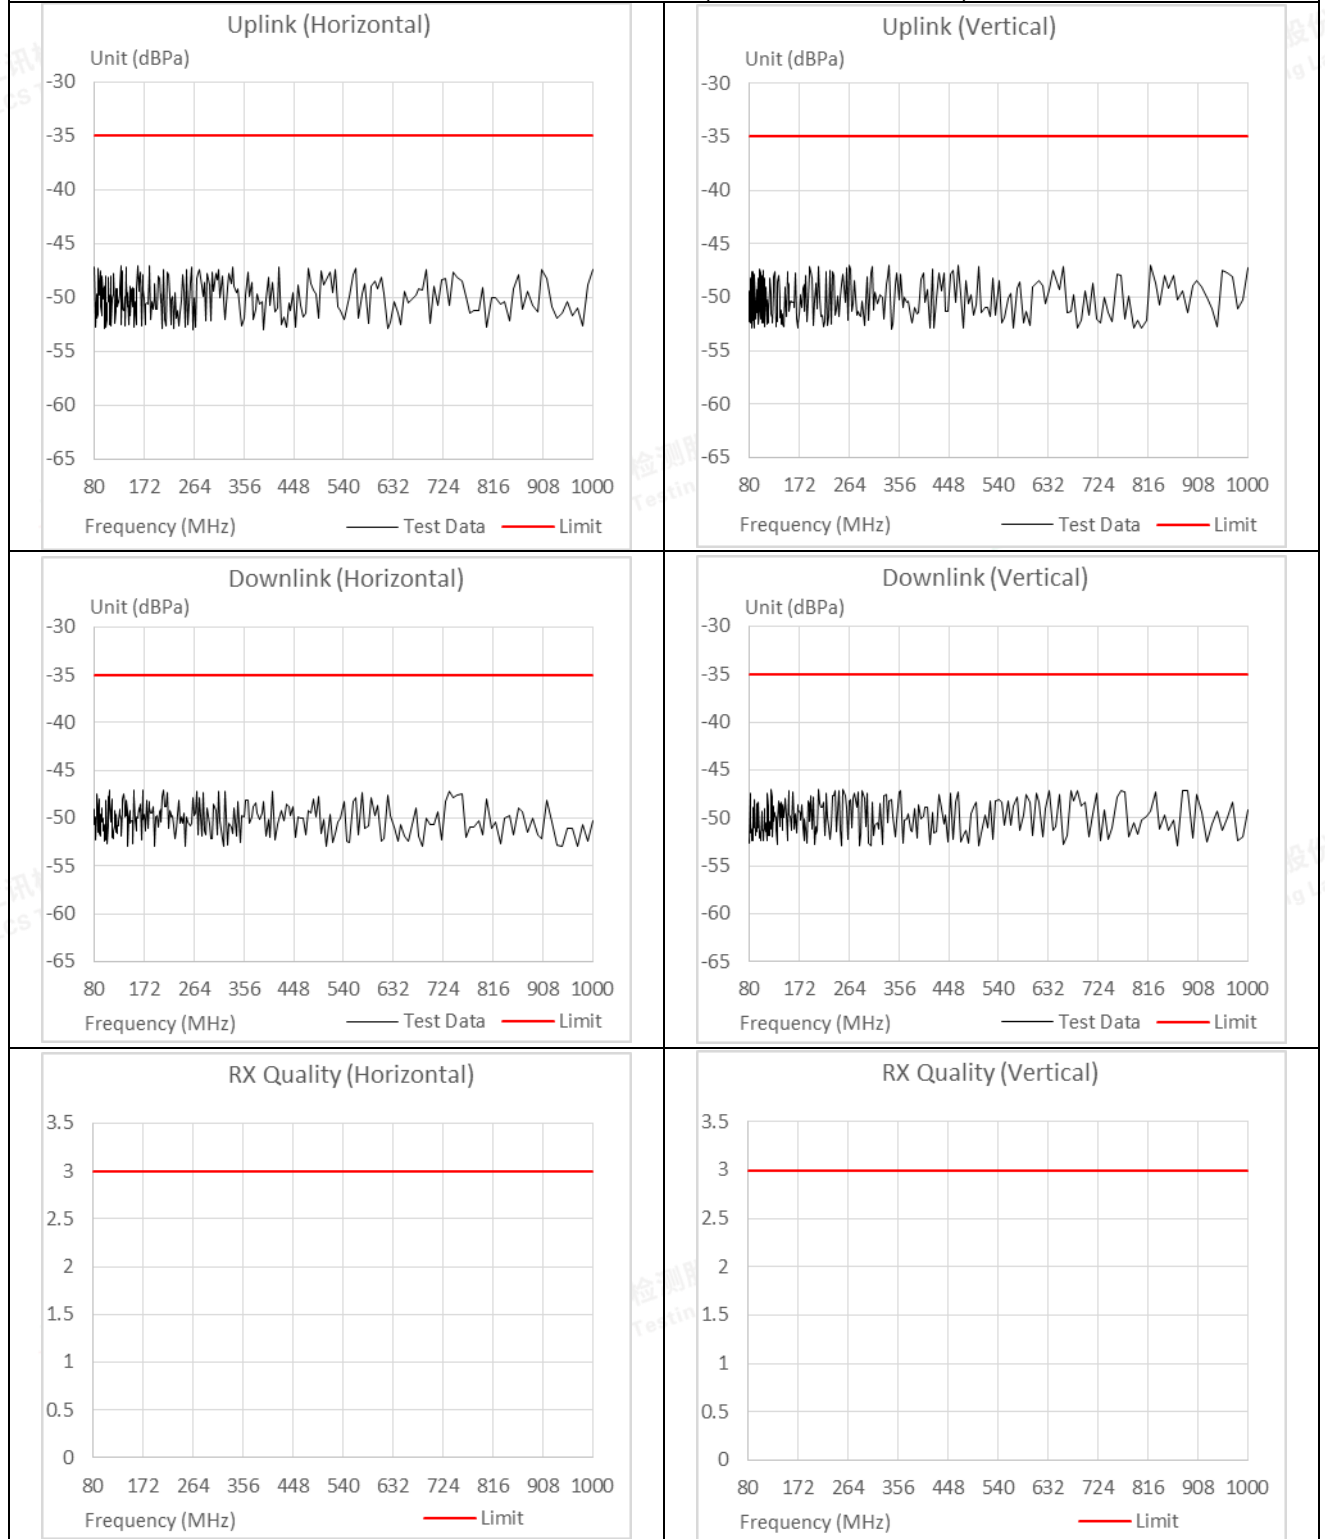 Uplink (Horizontal)
Unit (dBPa)
-30
-35
-40
-45
-50
-55
-60
-65
80 172 264 356 448 540 632 724 816 908 1000
Frequency (MHz) Test Data Limit
Uplink (Vertical)
Unit (dBPa)
-30
-35
-40
-45
-50
-55
-60
-65
80 172 264 356 448 540 632 724 816 908 1000
Frequency (MHz) Test Data Limit
Downlink (Horizontal)
Unit (dBPa)
-30
-35
-40
-45
-50
-55
-60
-65
80 172 264 356 448 540 632 724 816 908 1000
Frequency (MHz) Test Data Limit
Downlink (Vertical)
Unit (dBPa)
-30
-35
-40
-45
-50
-55
-60
-65
80 172 264 356 448 540 632 724 816 908 1000
Frequency (MHz) Test Data Limit
RX Quality (Horizontal)
3.5
3
2.5
2
1.5
1
0.5
0
80 172 264 356 448 540 632 724 816 908 1000
Frequency (MHz) Limit
RX Quality (Vertical)
3.5
3
2.5
2
1.5
1
0.5
0
80 172 264 356 448 540 632 724 816 908 1000
Frequency (MHz) Limit
检测
Testin
检测
Testin